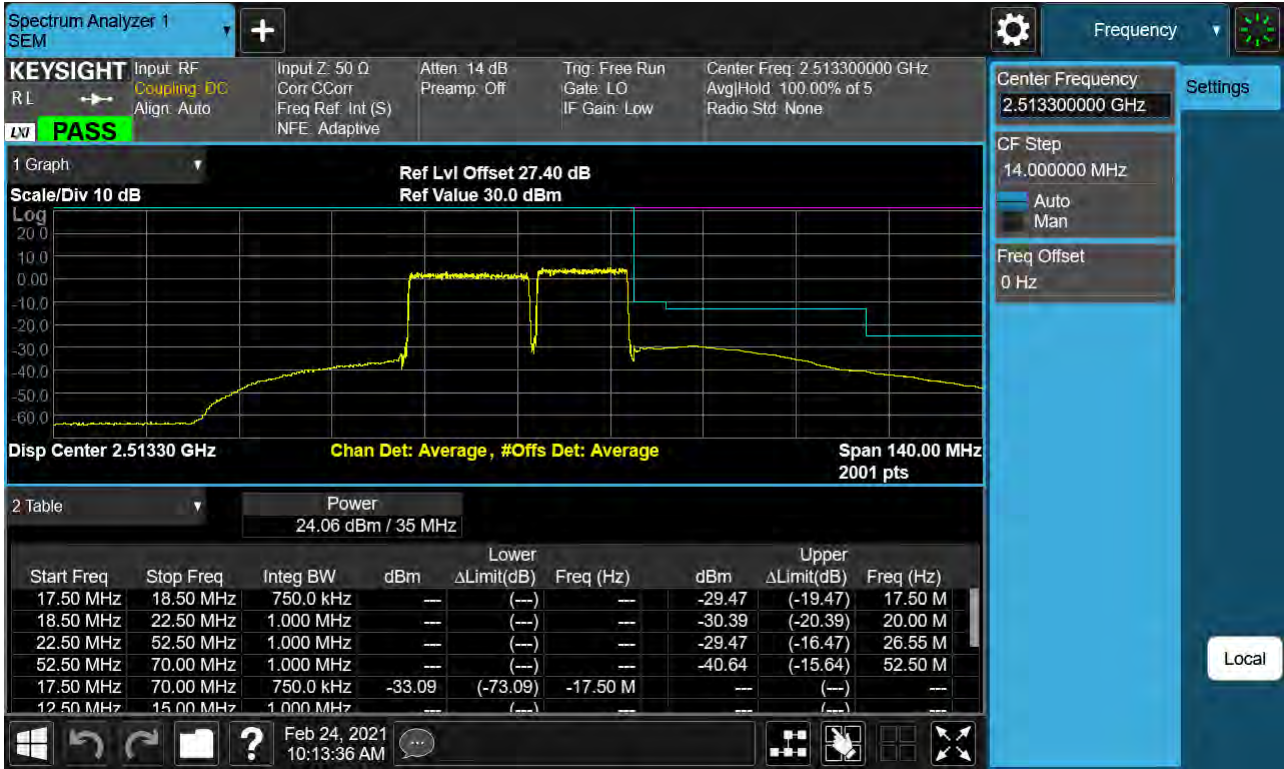 Spectrum Analyzer 1
SEM
+
Frequency
KEYSIGHT
R L
LXI
PASS
Input: RF
Coupling: DC
Align: Auto
Input Z: 50 Ω
Corr CCorr
Freq Ref: Int (S)
NFE: Adaptive
Atten: 14 dB
Preamp: Off
Trig: Free Run
Gate: LO
IF Gain: Low
Center Freq: 2.513300000 GHz
Avg|Hold: 100.00% of 5
Radio Std: None
Center Frequency
2.513300000 GHz
Settings
CF Step
14.000000 MHz
Auto
Man
Freq Offset
0 Hz
Local
1 Graph
Scale/Div 10 dB
Ref Lvl Offset 27.40 dB
Ref Value 30.0 dBm
Log
20.0
10.0
0.00
-10.0
-20.0
-30.0
-40.0
-50.0
-60.0
Disp Center 2.51330 GHz
Chan Det: Average , #Offs Det: Average
Span 140.00 MHz
2001 pts
2 Table
Power
24.06 dBm / 35 MHz
Lower Upper
Start Freq Stop Freq Integ BW dBm ΔLimit(dB) Freq (Hz) dBm ΔLimit(dB) Freq (Hz)
17.50 MHz 18.50 MHz 750.0 kHz --- (---) --- -29.47 (-19.47) 17.50 M
18.50 MHz 22.50 MHz 1.000 MHz --- (---) --- -30.39 (-20.39) 20.00 M
22.50 MHz 52.50 MHz 1.000 MHz --- (---) --- -29.47 (-16.47) 26.55 M
52.50 MHz 70.00 MHz 1.000 MHz --- (---) --- -40.64 (-15.64) 52.50 M
17.50 MHz 70.00 MHz 750.0 kHz -33.09 (-73.09) -17.50 M --- (---) ---
12.50 MHz 15.00 MHz 1.000 MHz --- (---) --- --- (---) ---
?
Feb 24, 2021
10:13:36 AM